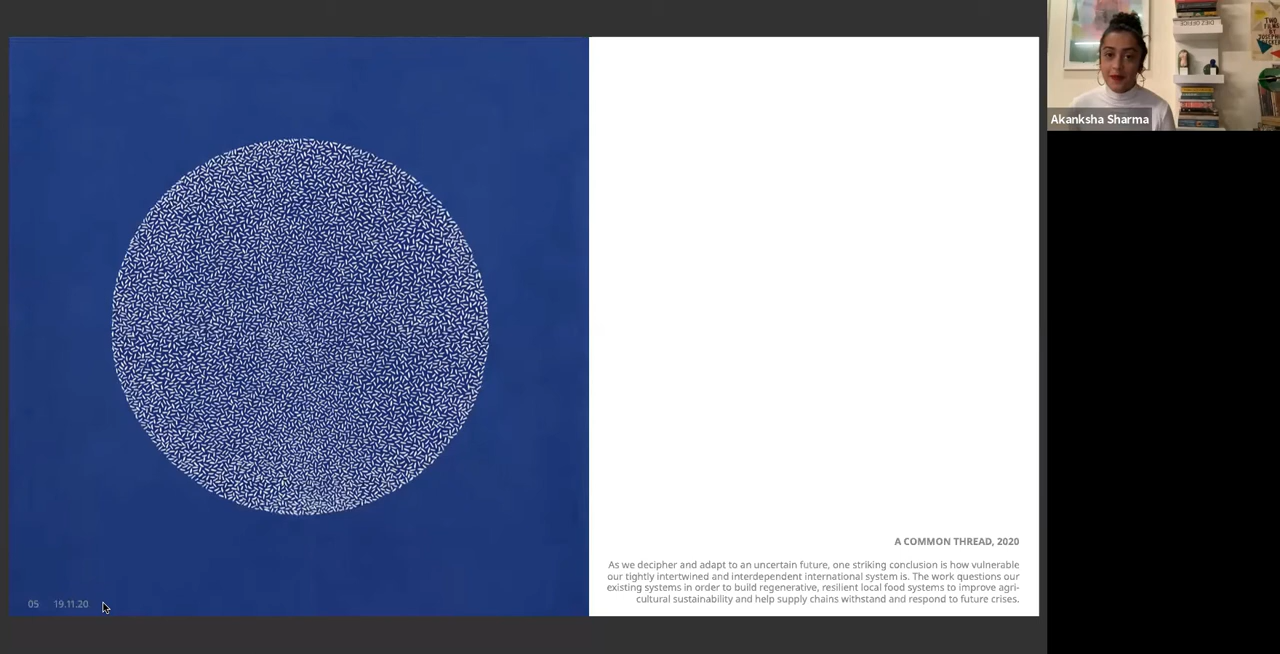 05 19.11.20
A COMMON THREAD, 2020
As we decipher and adapt to an uncertain future, one striking conclusion is how vulnerable
our tightly intertwined and interdependent international system is. The work questions our
existing systems in order to build regenerative, resilient local food systems to improve agri-
cultural sustainability and help supply chains withstand and respond to future crises.
TWO
Akanksha Sharma